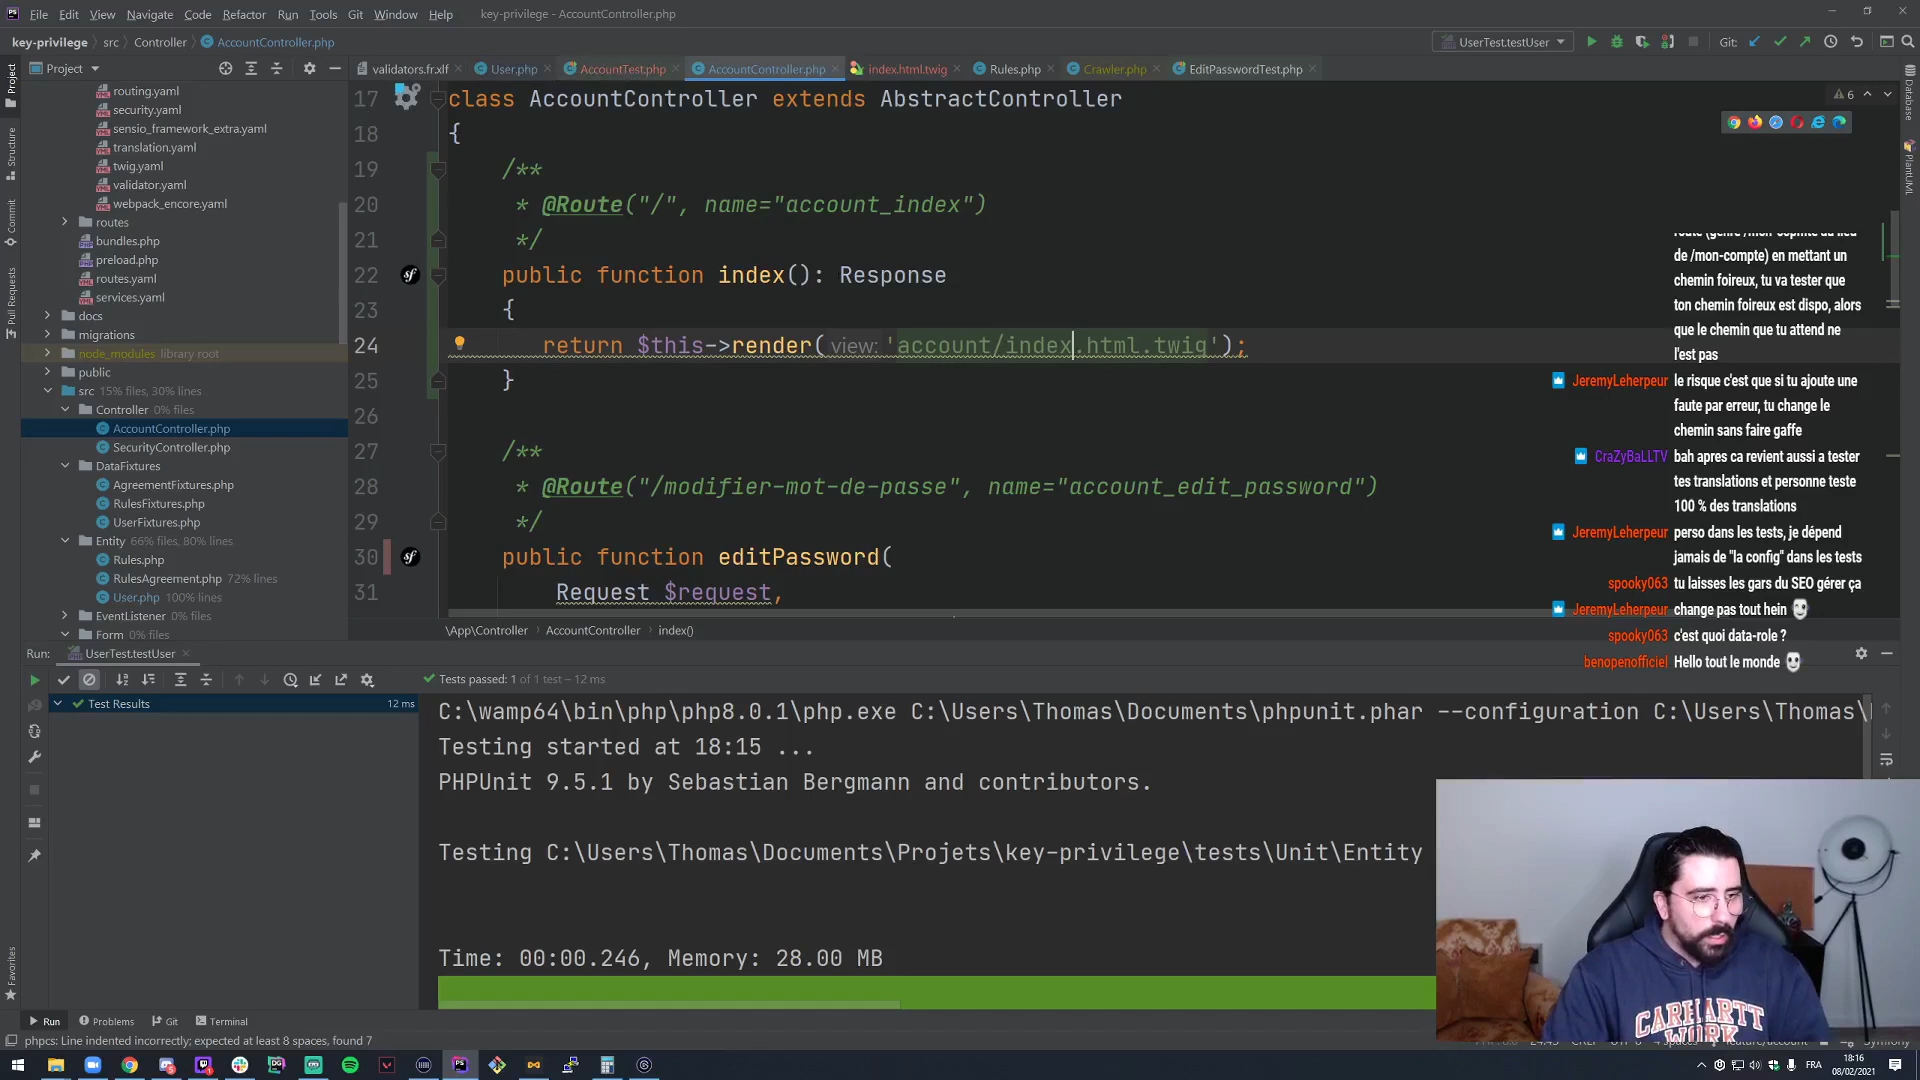 File Edit View Navigate Code Refactor Run Tools Git Window Help key-privilege - AccountController.php
key-privilege src Controller AccountController.php UserTest.testUser Git:
Project
validators.fr.xlf User.php AccountTest.php AccountController.php index.html.twig Rules.php Crawler.php EditPasswordTest.php
Project
Structure
Commit
Pull Requests
Favorites
Database
PlantUML
routing.yaml
security.yaml
sensio_framework_extra.yaml
translation.yaml
twig.yaml
validator.yaml
webpack_encore.yaml
routes
bundles.php
preload.php
routes.yaml
services.yaml
docs
migrations
node_modules library root
public
src 15% files, 30% lines
Controller 0% files
AccountController.php
SecurityController.php
DataFixtures
AgreementFixtures.php
RulesFixtures.php
UserFixtures.php
Entity 66% files, 80% lines
Rules.php
RulesAgreement.php 72% lines
User.php 100% lines
EventListener 0% files
Form 0% files
6
17 class AccountController extends AbstractController
18 {
19 /**
20 * @Route("/", name="account_index")
21 */
22 public function index(): Response
23 {
24 return $this->render( view: 'account/index.html.twig');
25 }
26
27 /**
28 * @Route("/modifier-mot-de-passe", name="account_edit_password")
29 */
30 public function editPassword(
31 Request $request,
\App\Controller AccountController index()
de /mon-compte) en mettant un
chemin foireux, tu va tester que
ton chemin foireux est dispo, alors
que le chemin que tu attend ne
l'est pas
JeremyLeherpeur le risque c'est que si tu ajoute une
faute par erreur, tu change le
chemin sans faire gaffe
CraZyBaLLTV bah apres ca revient aussi a tester
tes translations et personne teste
100 % des translations
JeremyLeherpeur perso dans les tests, je dépend
jamais de "la config" dans les tests
spooky063 tu laisses les gars du SEO gérer ça
JeremyLeherpeur change pas tout hein
spooky063 c'est quoi data-role ?
benopenofficiel Hello tout le monde
Run: UserTest.testUser
Tests passed: 1 of 1 test – 12 ms
Test Results 12 ms
C:\wamp64\bin\php\php8.0.1\php.exe C:\Users\Thomas\Documents\phpunit.phar --configuration C:\Users\Thomas\
Testing started at 18:15 ...
PHPUnit 9.5.1 by Sebastian Bergmann and contributors.
Testing C:\Users\Thomas\Documents\Projets\key-privilege\tests\Unit\Entity
Time: 00:00.246, Memory: 28.00 MB
CARHARTT
WORK
Run Problems Git Terminal
phpcs: Line indented incorrectly; expected at least 8 spaces, found 7
FRA
18:16
08/02/2021